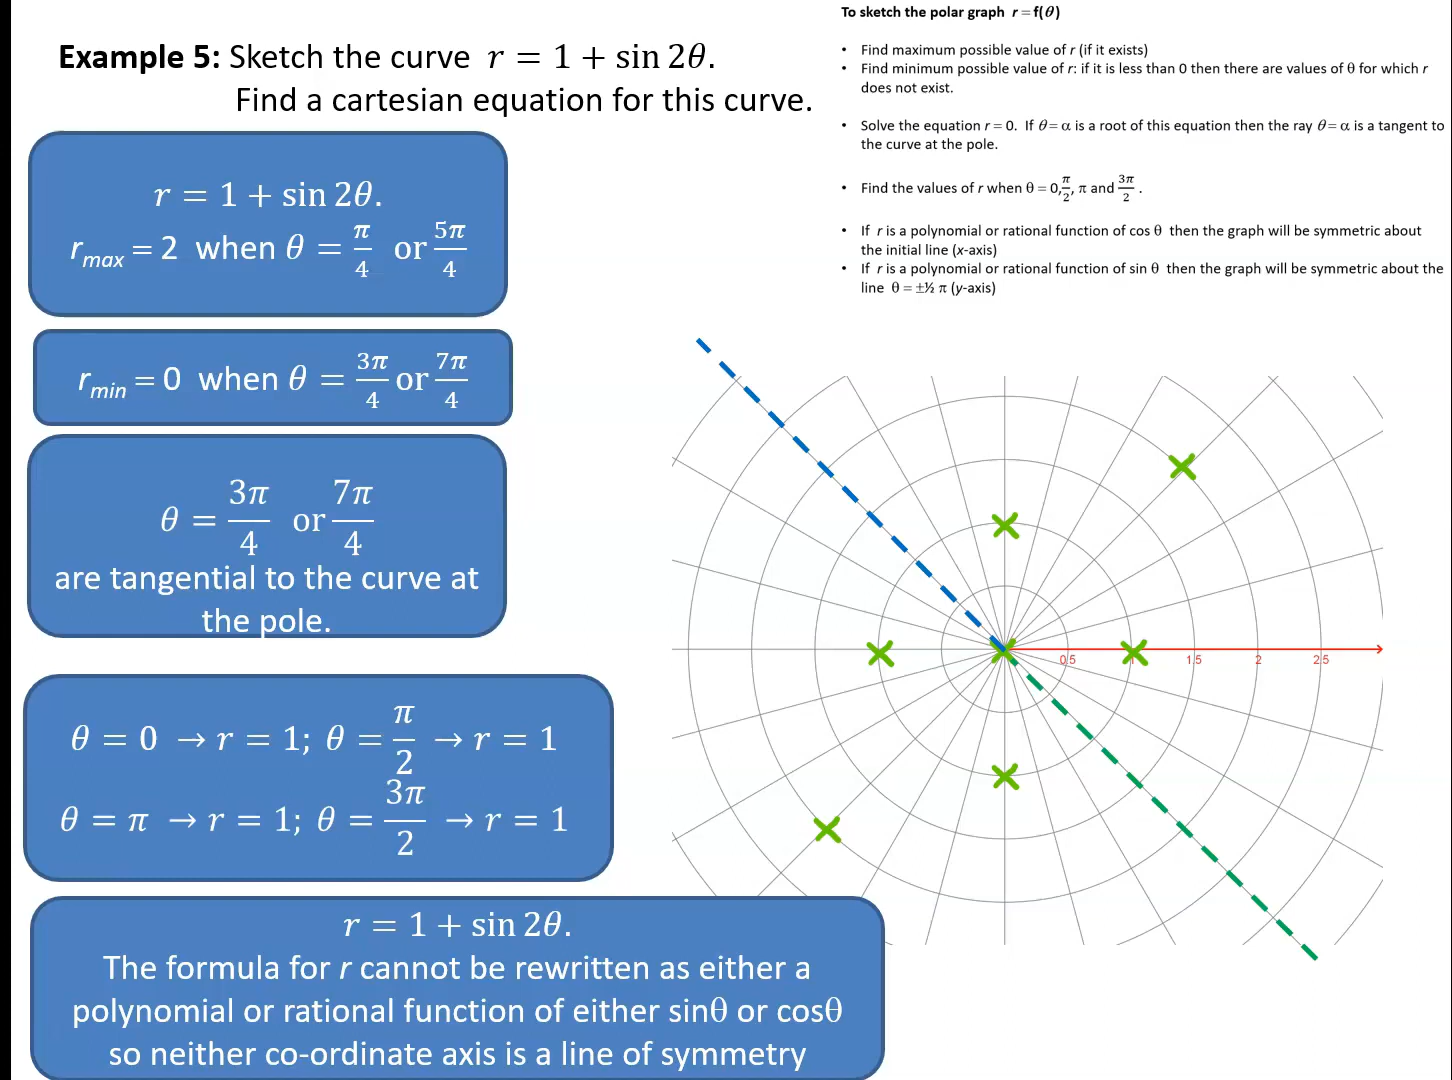 Example 5: Sketch the curve r = 1 + sin 2θ.
Find a cartesian equation for this curve.
To sketch the polar graph r = f(θ)
• Find maximum possible value of r (if it exists)
• Find minimum possible value of r: if it is less than 0 then there are values of θ for which r
does not exist.
• Solve the equation r = 0. If θ = α is a root of this equation then the ray θ = α is a tangent to
the curve at the pole.
• Find the values of r when θ = 0, π/2, π and 3π/2 .
• If r is a polynomial or rational function of cos θ then the graph will be symmetric about
the initial line (x-axis)
• If r is a polynomial or rational function of sin θ then the graph will be symmetric about the
line θ = ±½ π (y-axis)
r = 1 + sin 2θ.
rmax = 2 when θ = π/4 or 5π/4
rmin = 0 when θ = 3π/4 or 7π/4
θ = 3π/4 or 7π/4
are tangential to the curve at
the pole.
θ = 0 → r = 1; θ = π/2 → r = 1
θ = π → r = 1; θ = 3π/2 → r = 1
r = 1 + sin 2θ.
The formula for r cannot be rewritten as either a
polynomial or rational function of either sinθ or cosθ
so neither co-ordinate axis is a line of symmetry
0.5 1.5 2 2.5